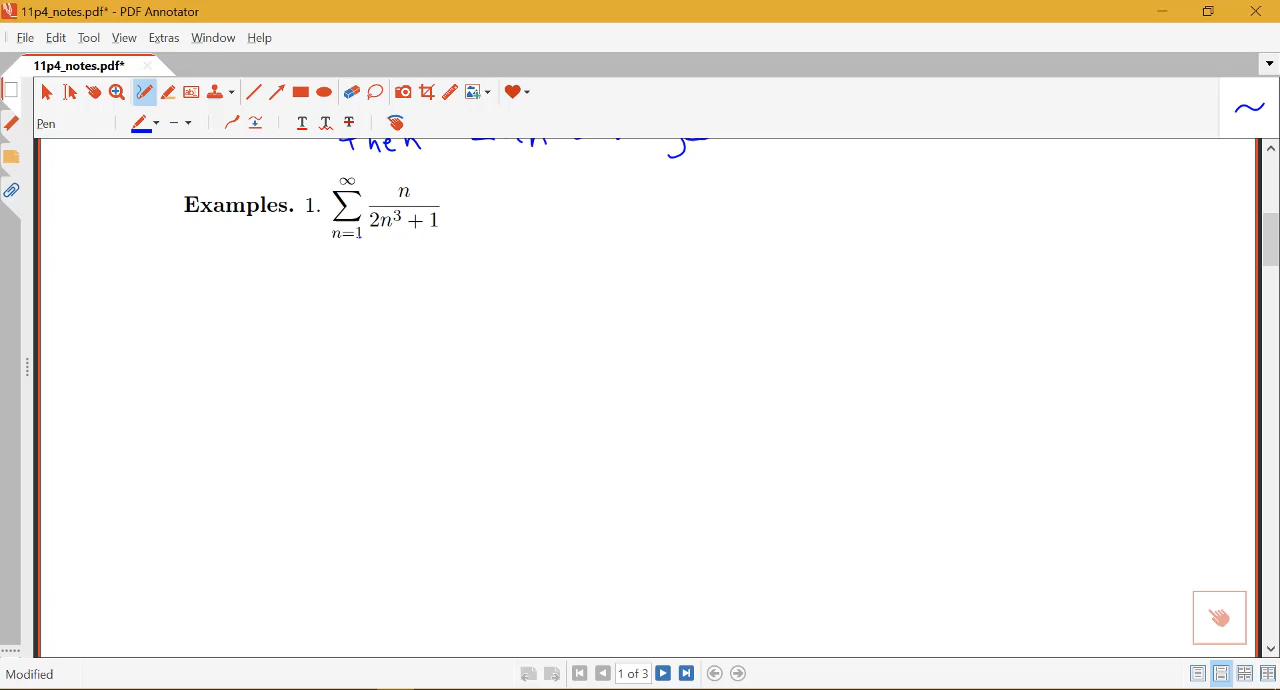 11p4_notes.pdf* - PDF Annotator
File Edit Tool View Extras Window Help
11p4_notes.pdf*
Pen
T T T
then
Examples. 1. ∑_{n=1}^{∞} n/(2n³ + 1)
Modified
1 of 3